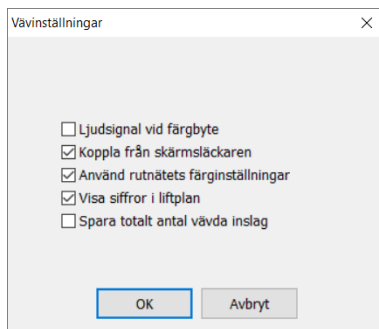 Vävinställningar
Ljudsignal vid färgbyte
Koppla från skärmsläckaren
Använd rutnätets färginställningar
Visa siffror i liftplan
Spara totalt antal vävda inslag
OK
Avbryt